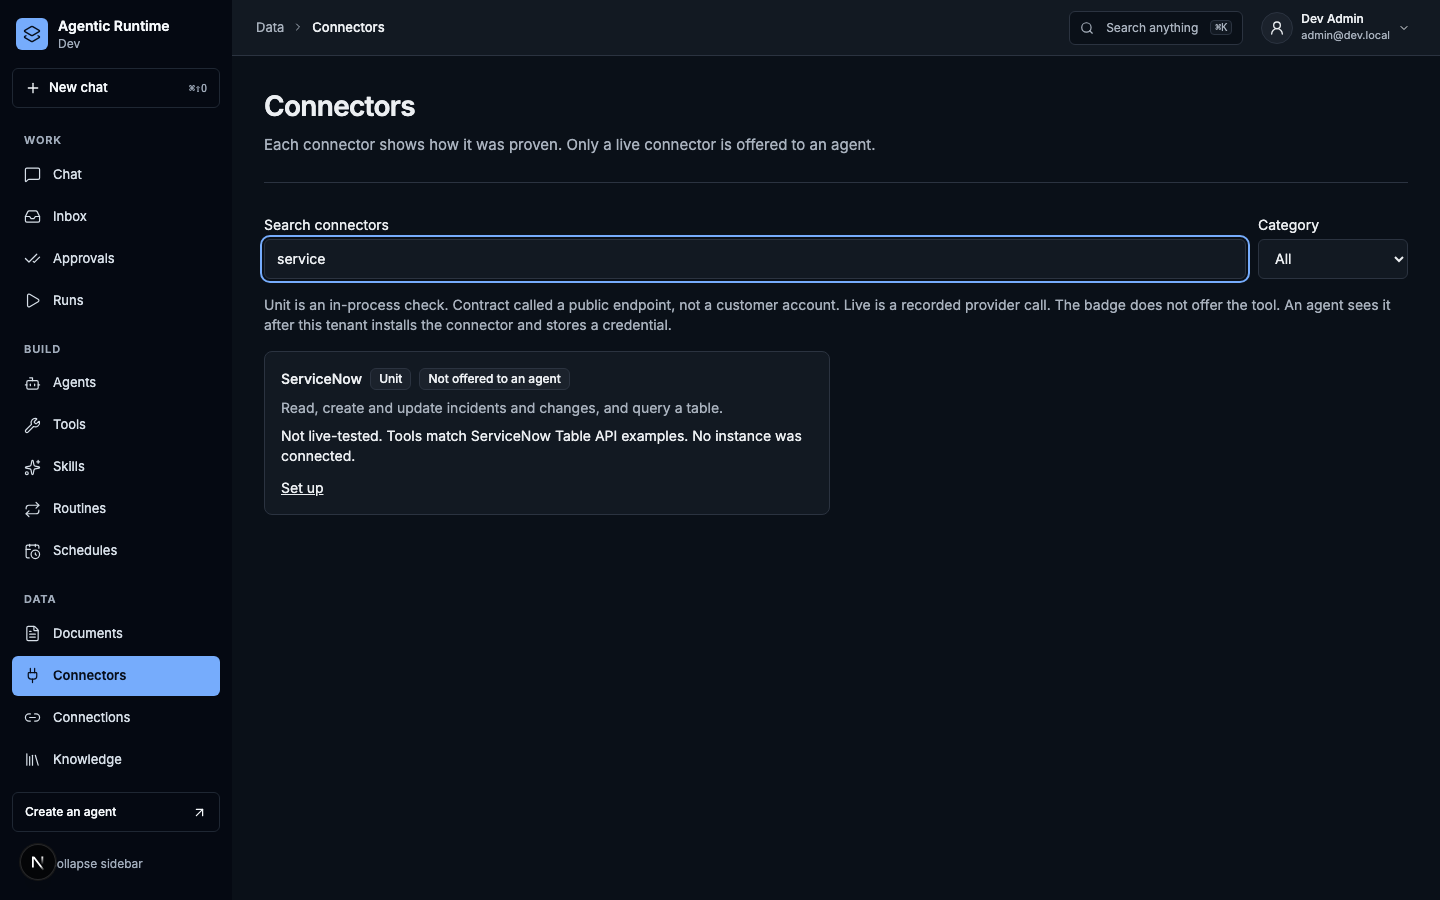 Agentic Runtime
Dev
New chat ⌘⇧O
WORK
Chat
Inbox
Approvals
Runs
BUILD
Agents
Tools
Skills
Routines
Schedules
DATA
Documents
Connectors
Connections
Knowledge
Create an agent
N
ollapse sidebar
Data > Connectors
Search anything ⌘K
Dev Admin
admin@dev.local
Connectors
Each connector shows how it was proven. Only a live connector is offered to an agent.
Search connectors
service
Category
All
Unit is an in-process check. Contract called a public endpoint, not a customer account. Live is a recorded provider call. The badge does not offer the tool. An agent sees it
after this tenant installs the connector and stores a credential.
ServiceNow Unit Not offered to an agent
Read, create and update incidents and changes, and query a table.
Not live-tested. Tools match ServiceNow Table API examples. No instance was
connected.
Set up